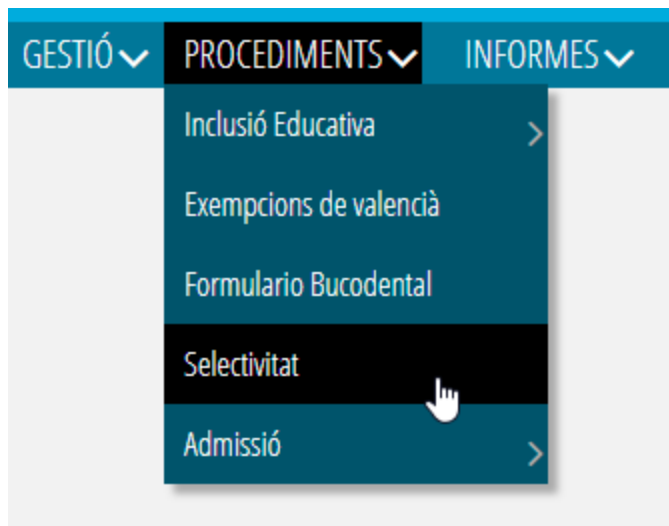 GESTIÓ PROCEDIMENTS INFORMES
Inclusió Educativa
Exempcions de valencià
Formulario Bucodental
Selectivitat
Admissió